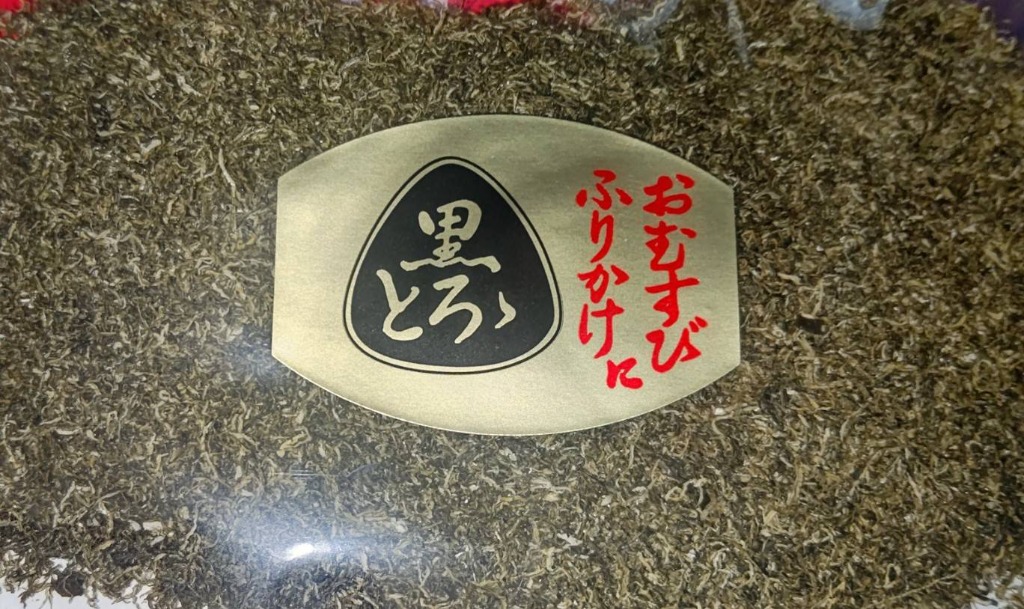 おむすび
ふりかけに
黒
とろゝ